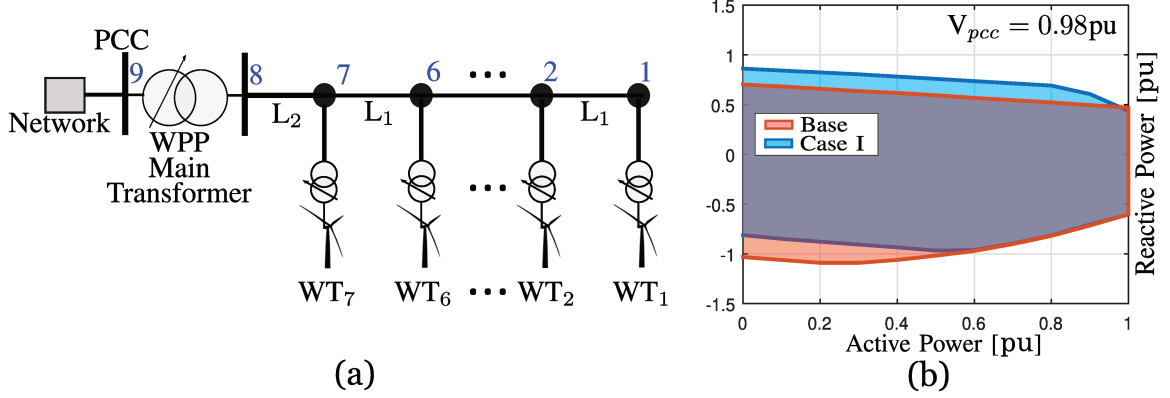 PCC
9
8
7
6
...
2
1
Network
WPP
Main
Transformer
L₂
L₁
L₁
...
WT₇
WT₆
...
WT₂
WT₁
(a)
V_pcc = 0.98pu
1.5
1
0.5
0
-0.5
-1
-1.5
Base
Case I
Reactive Power [pu]
0
0.2
0.4
0.6
0.8
1
Active Power [pu]
(b)